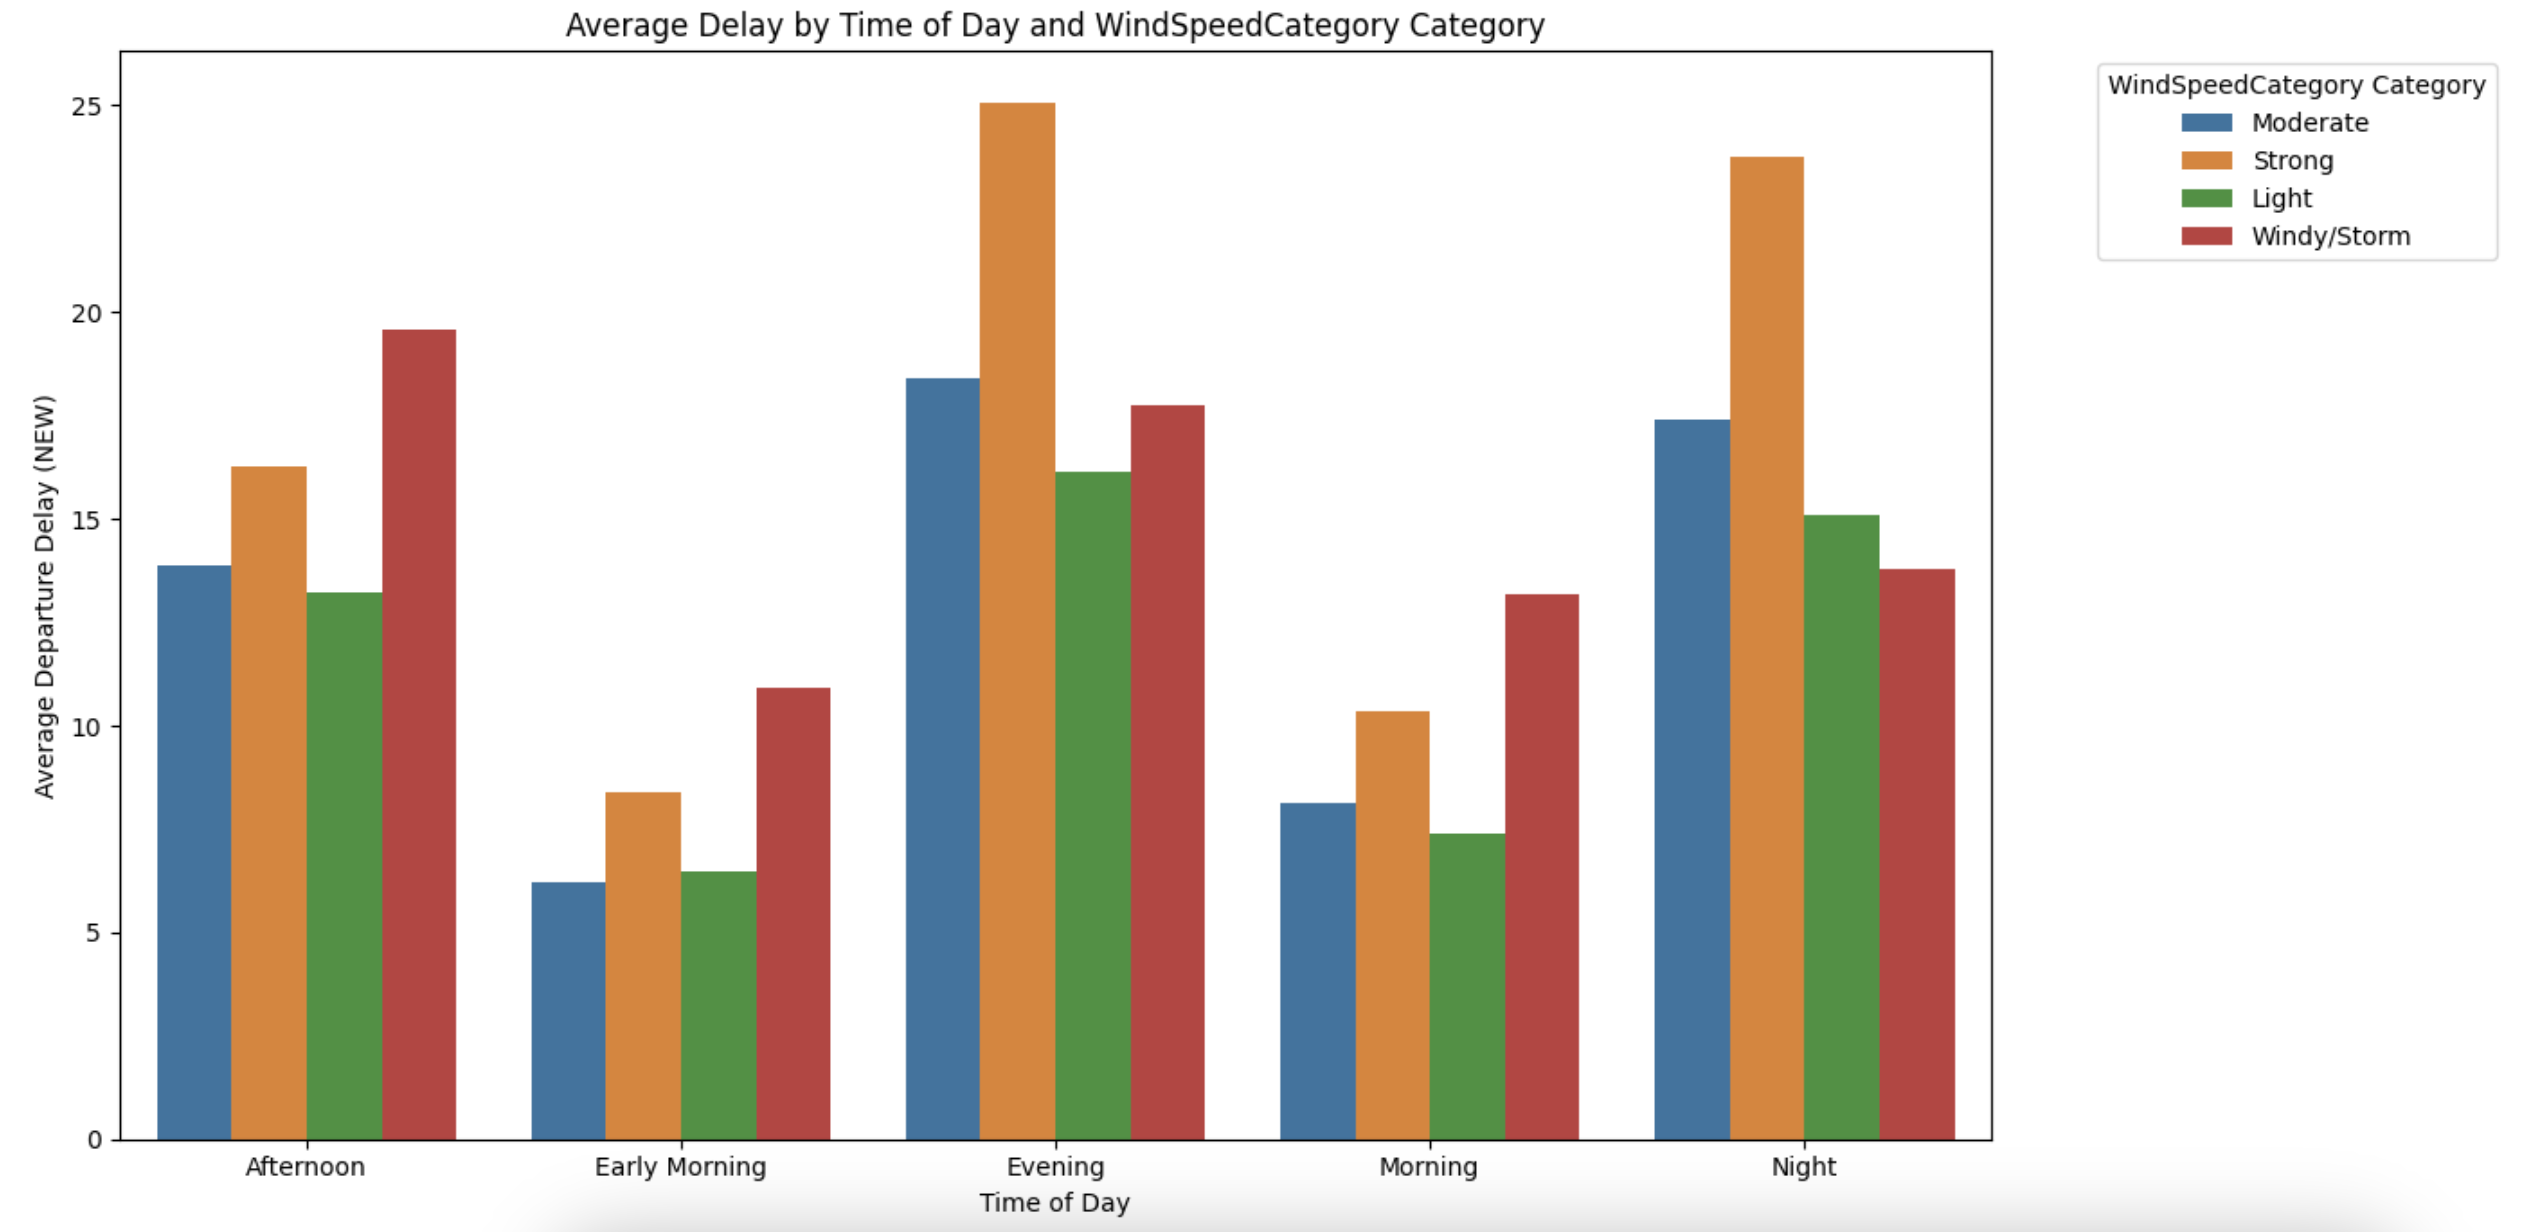 Average Delay by Time of Day and WindSpeedCategory Category
WindSpeedCategory Category
Moderate
Strong
Light
Windy/Storm
Average Departure Delay (NEW)
25
20
15
10
5
0
Afternoon
Early Morning
Evening
Morning
Night
Time of Day